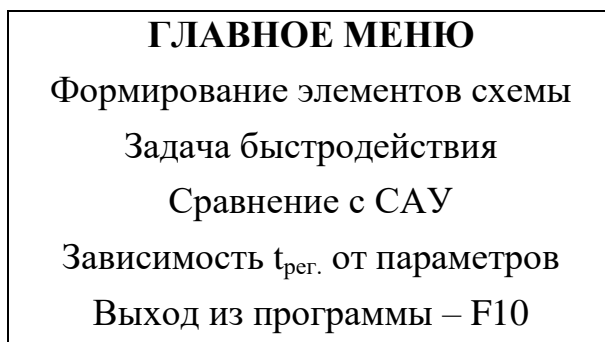 ГЛАВНОЕ МЕНЮ
Формирование элементов схемы
Задача быстродействия
Сравнение с САУ
Зависимость tрег. от параметров
Выход из программы – F10